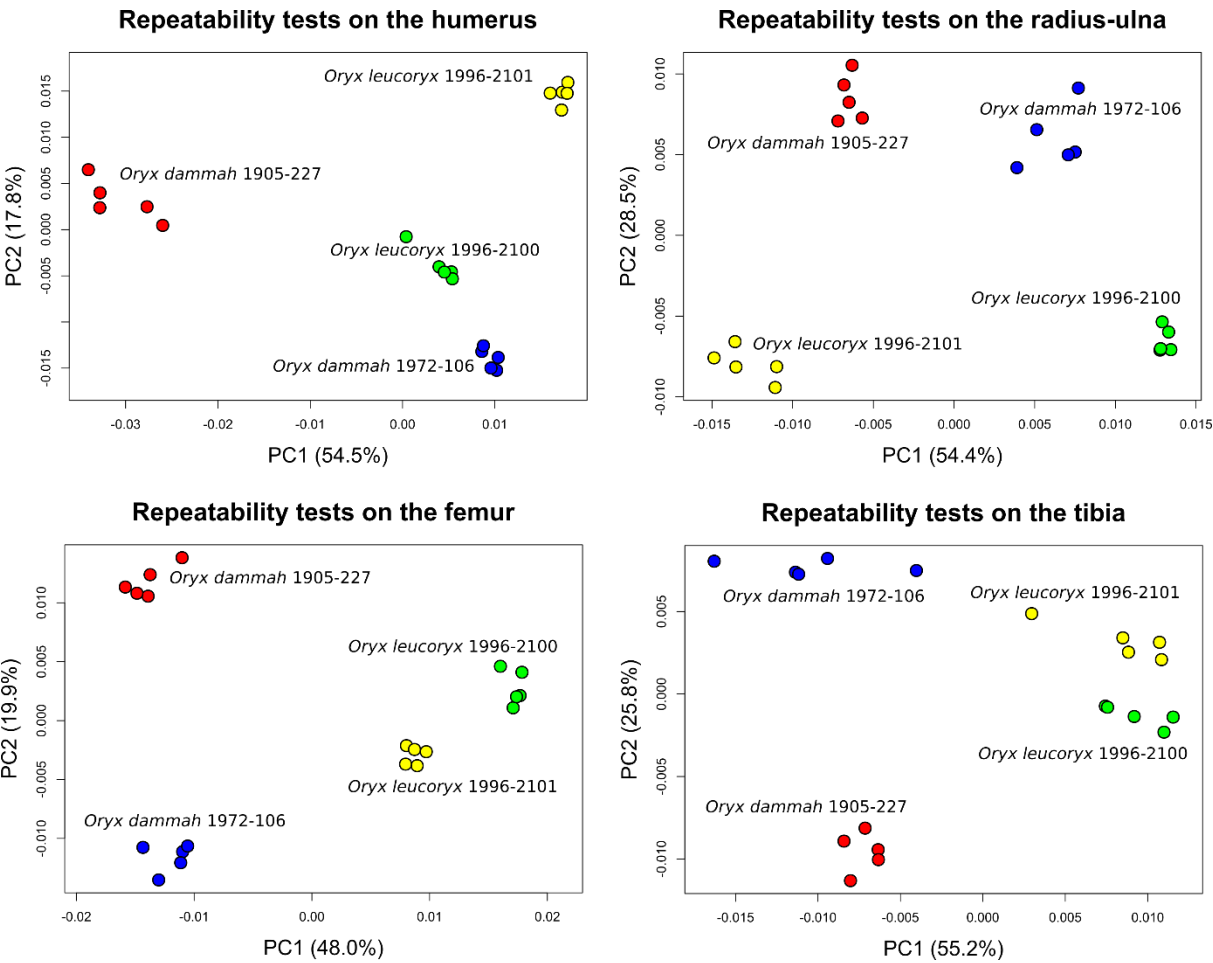 Repeatability tests on the humerus
PC2 (17.8%)
0.015
0.010
0.005
0.000
-0.005
-0.015
Oryx leucoryx 1996-2101
Oryx dammah 1905-227
Oryx leucoryx 1996-2100
Oryx dammah 1972-106
-0.03
-0.02
-0.01
0.00
0.01
PC1 (54.5%)
Repeatability tests on the radius-ulna
PC2 (28.5%)
0.010
0.005
0.000
-0.005
-0.010
Oryx dammah 1972-106
Oryx dammah 1905-227
Oryx leucoryx 1996-2100
Oryx leucoryx 1996-2101
-0.015
-0.010
-0.005
0.000
0.005
0.010
0.015
PC1 (54.4%)
Repeatability tests on the femur
PC2 (19.9%)
0.010
0.005
0.000
-0.005
-0.010
Oryx dammah 1905-227
Oryx leucoryx 1996-2100
Oryx leucoryx 1996-2101
Oryx dammah 1972-106
-0.02
-0.01
0.00
0.01
0.02
PC1 (48.0%)
Repeatability tests on the tibia
PC2 (25.8%)
0.005
0.000
-0.005
-0.010
Oryx leucoryx 1996-2101
Oryx dammah 1972-106
Oryx leucoryx 1996-2100
Oryx dammah 1905-227
-0.015
-0.010
-0.005
0.000
0.005
0.010
PC1 (55.2%)